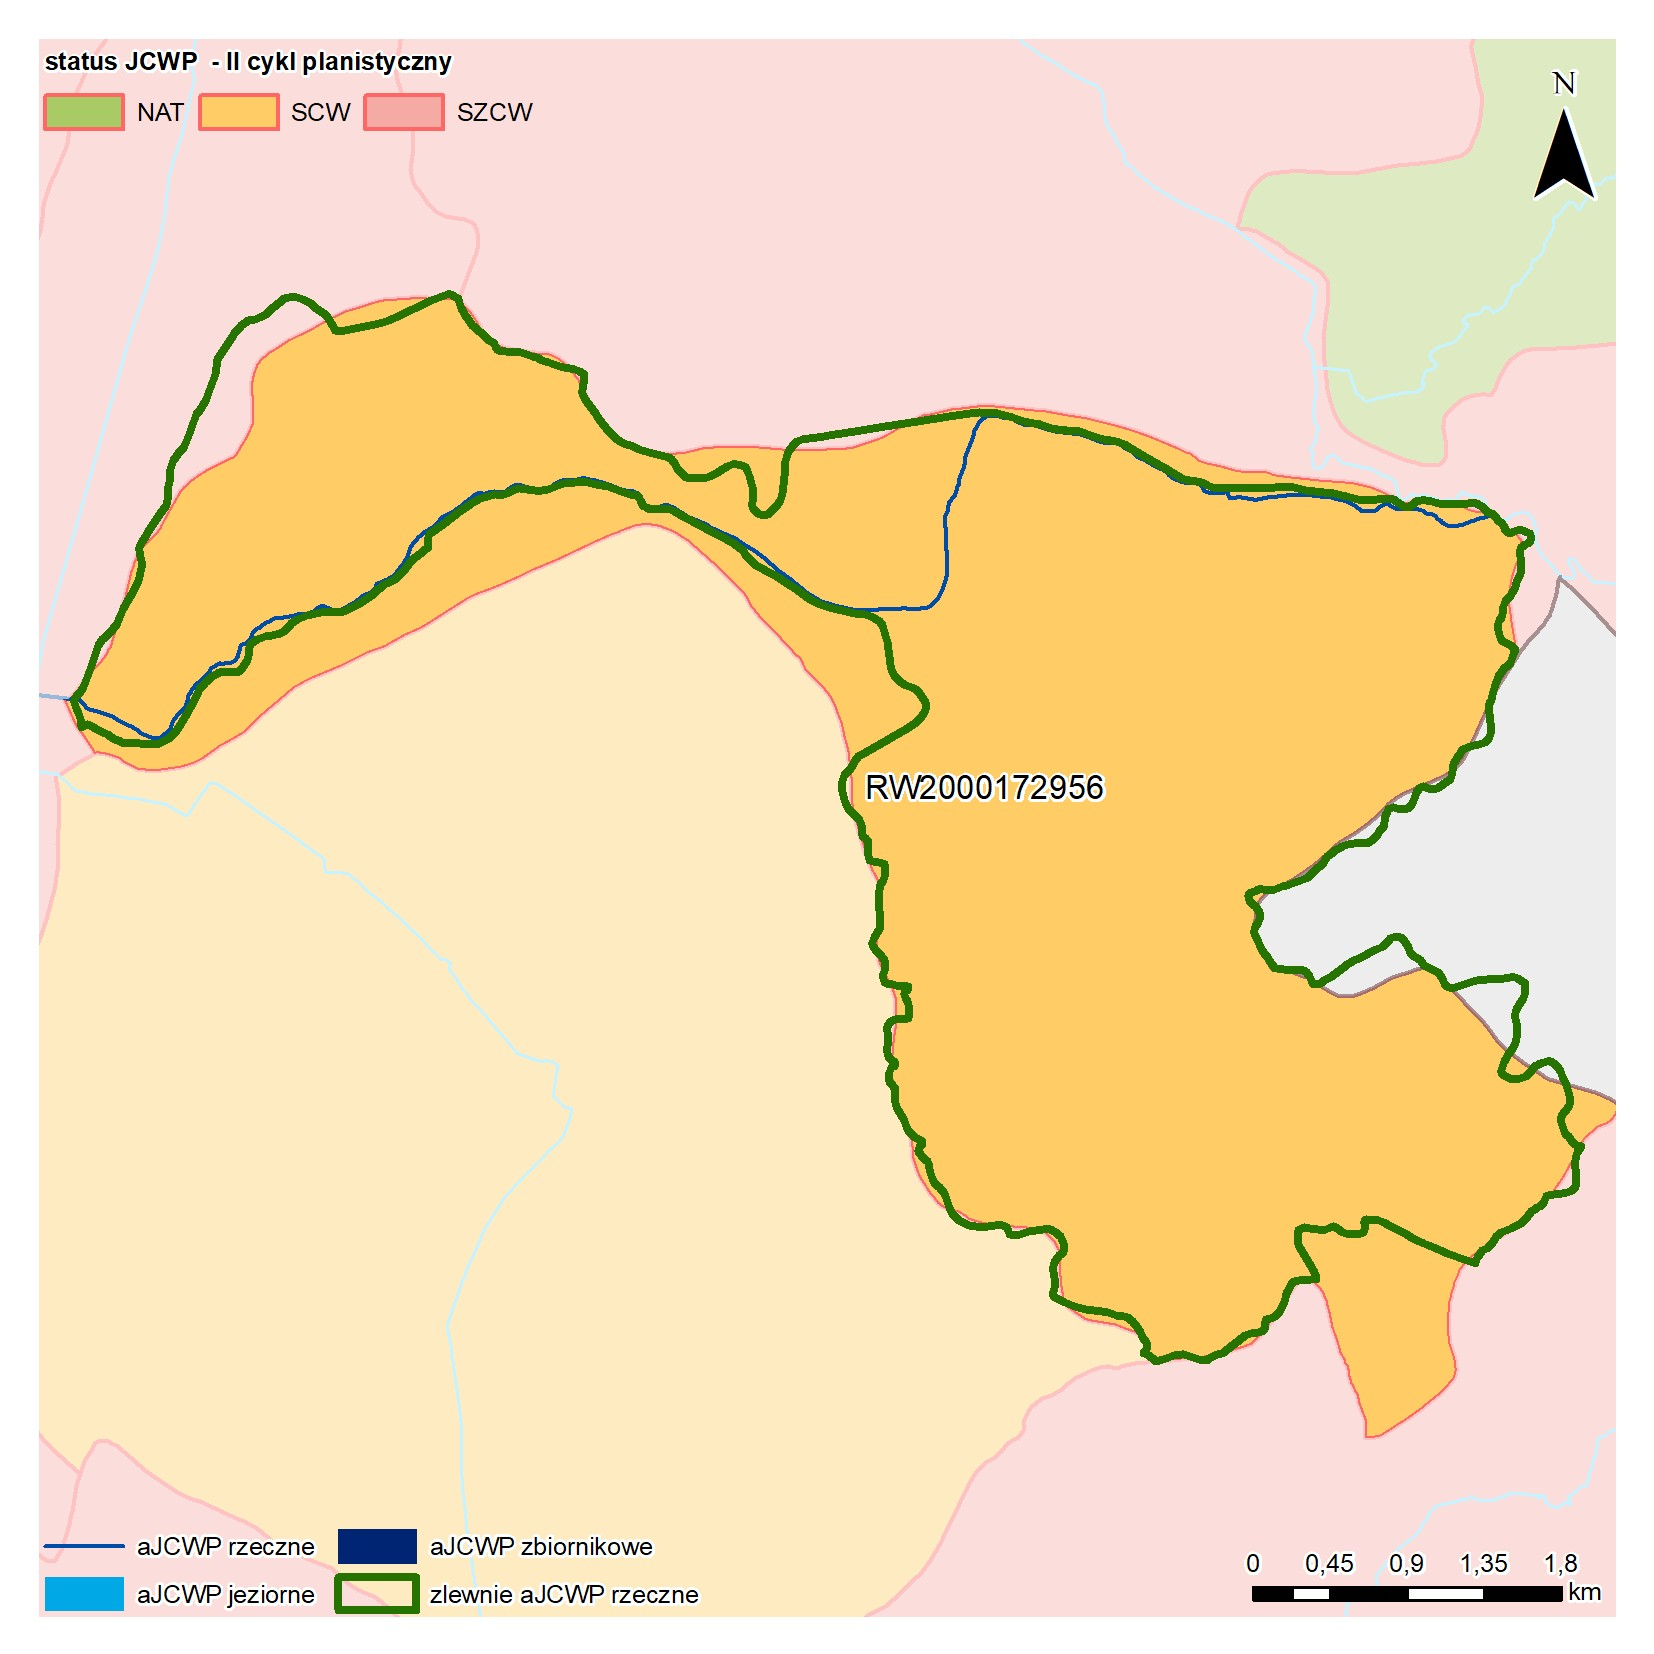 status JCWP - II cykl planistyczny
NAT SCW SZCW
N
RW2000172956
aJCWP rzeczne aJCWP zbiornikowe
aJCWP jeziorne zlewnie aJCWP rzeczne
0 0,45 0,9 1,35 1,8
km